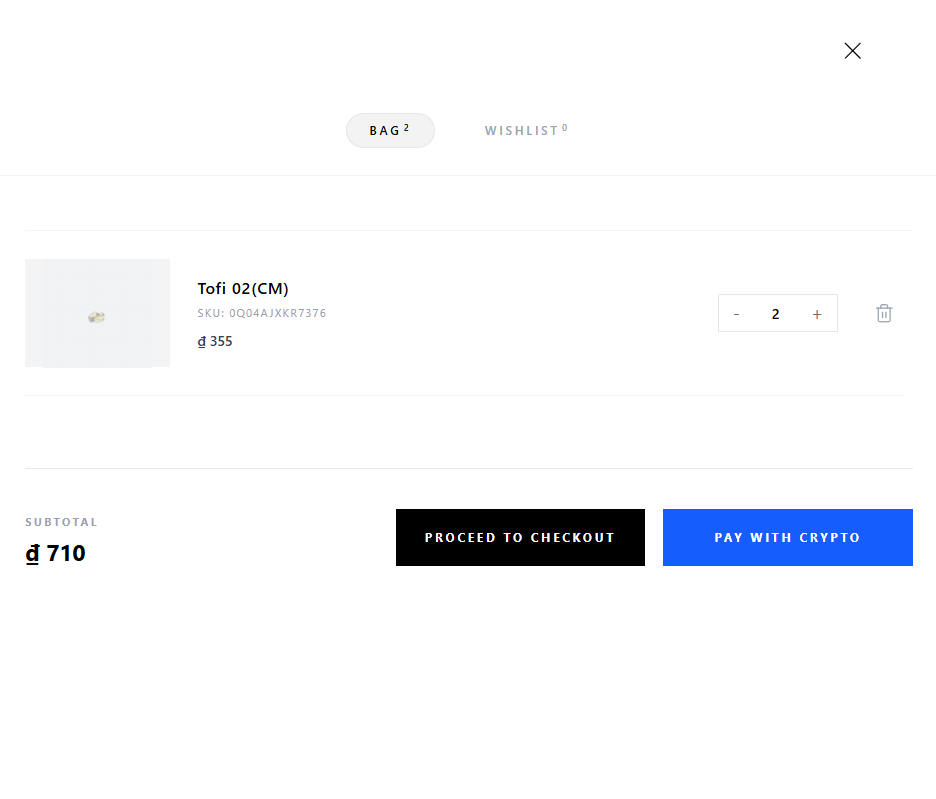 BAG 2
WISHLIST 0
Tofi 02(CM)
SKU: 0Q04AJXKR7376
₫ 355
- 2 +
SUBTOTAL
₫ 710
PROCEED TO CHECKOUT
PAY WITH CRYPTO